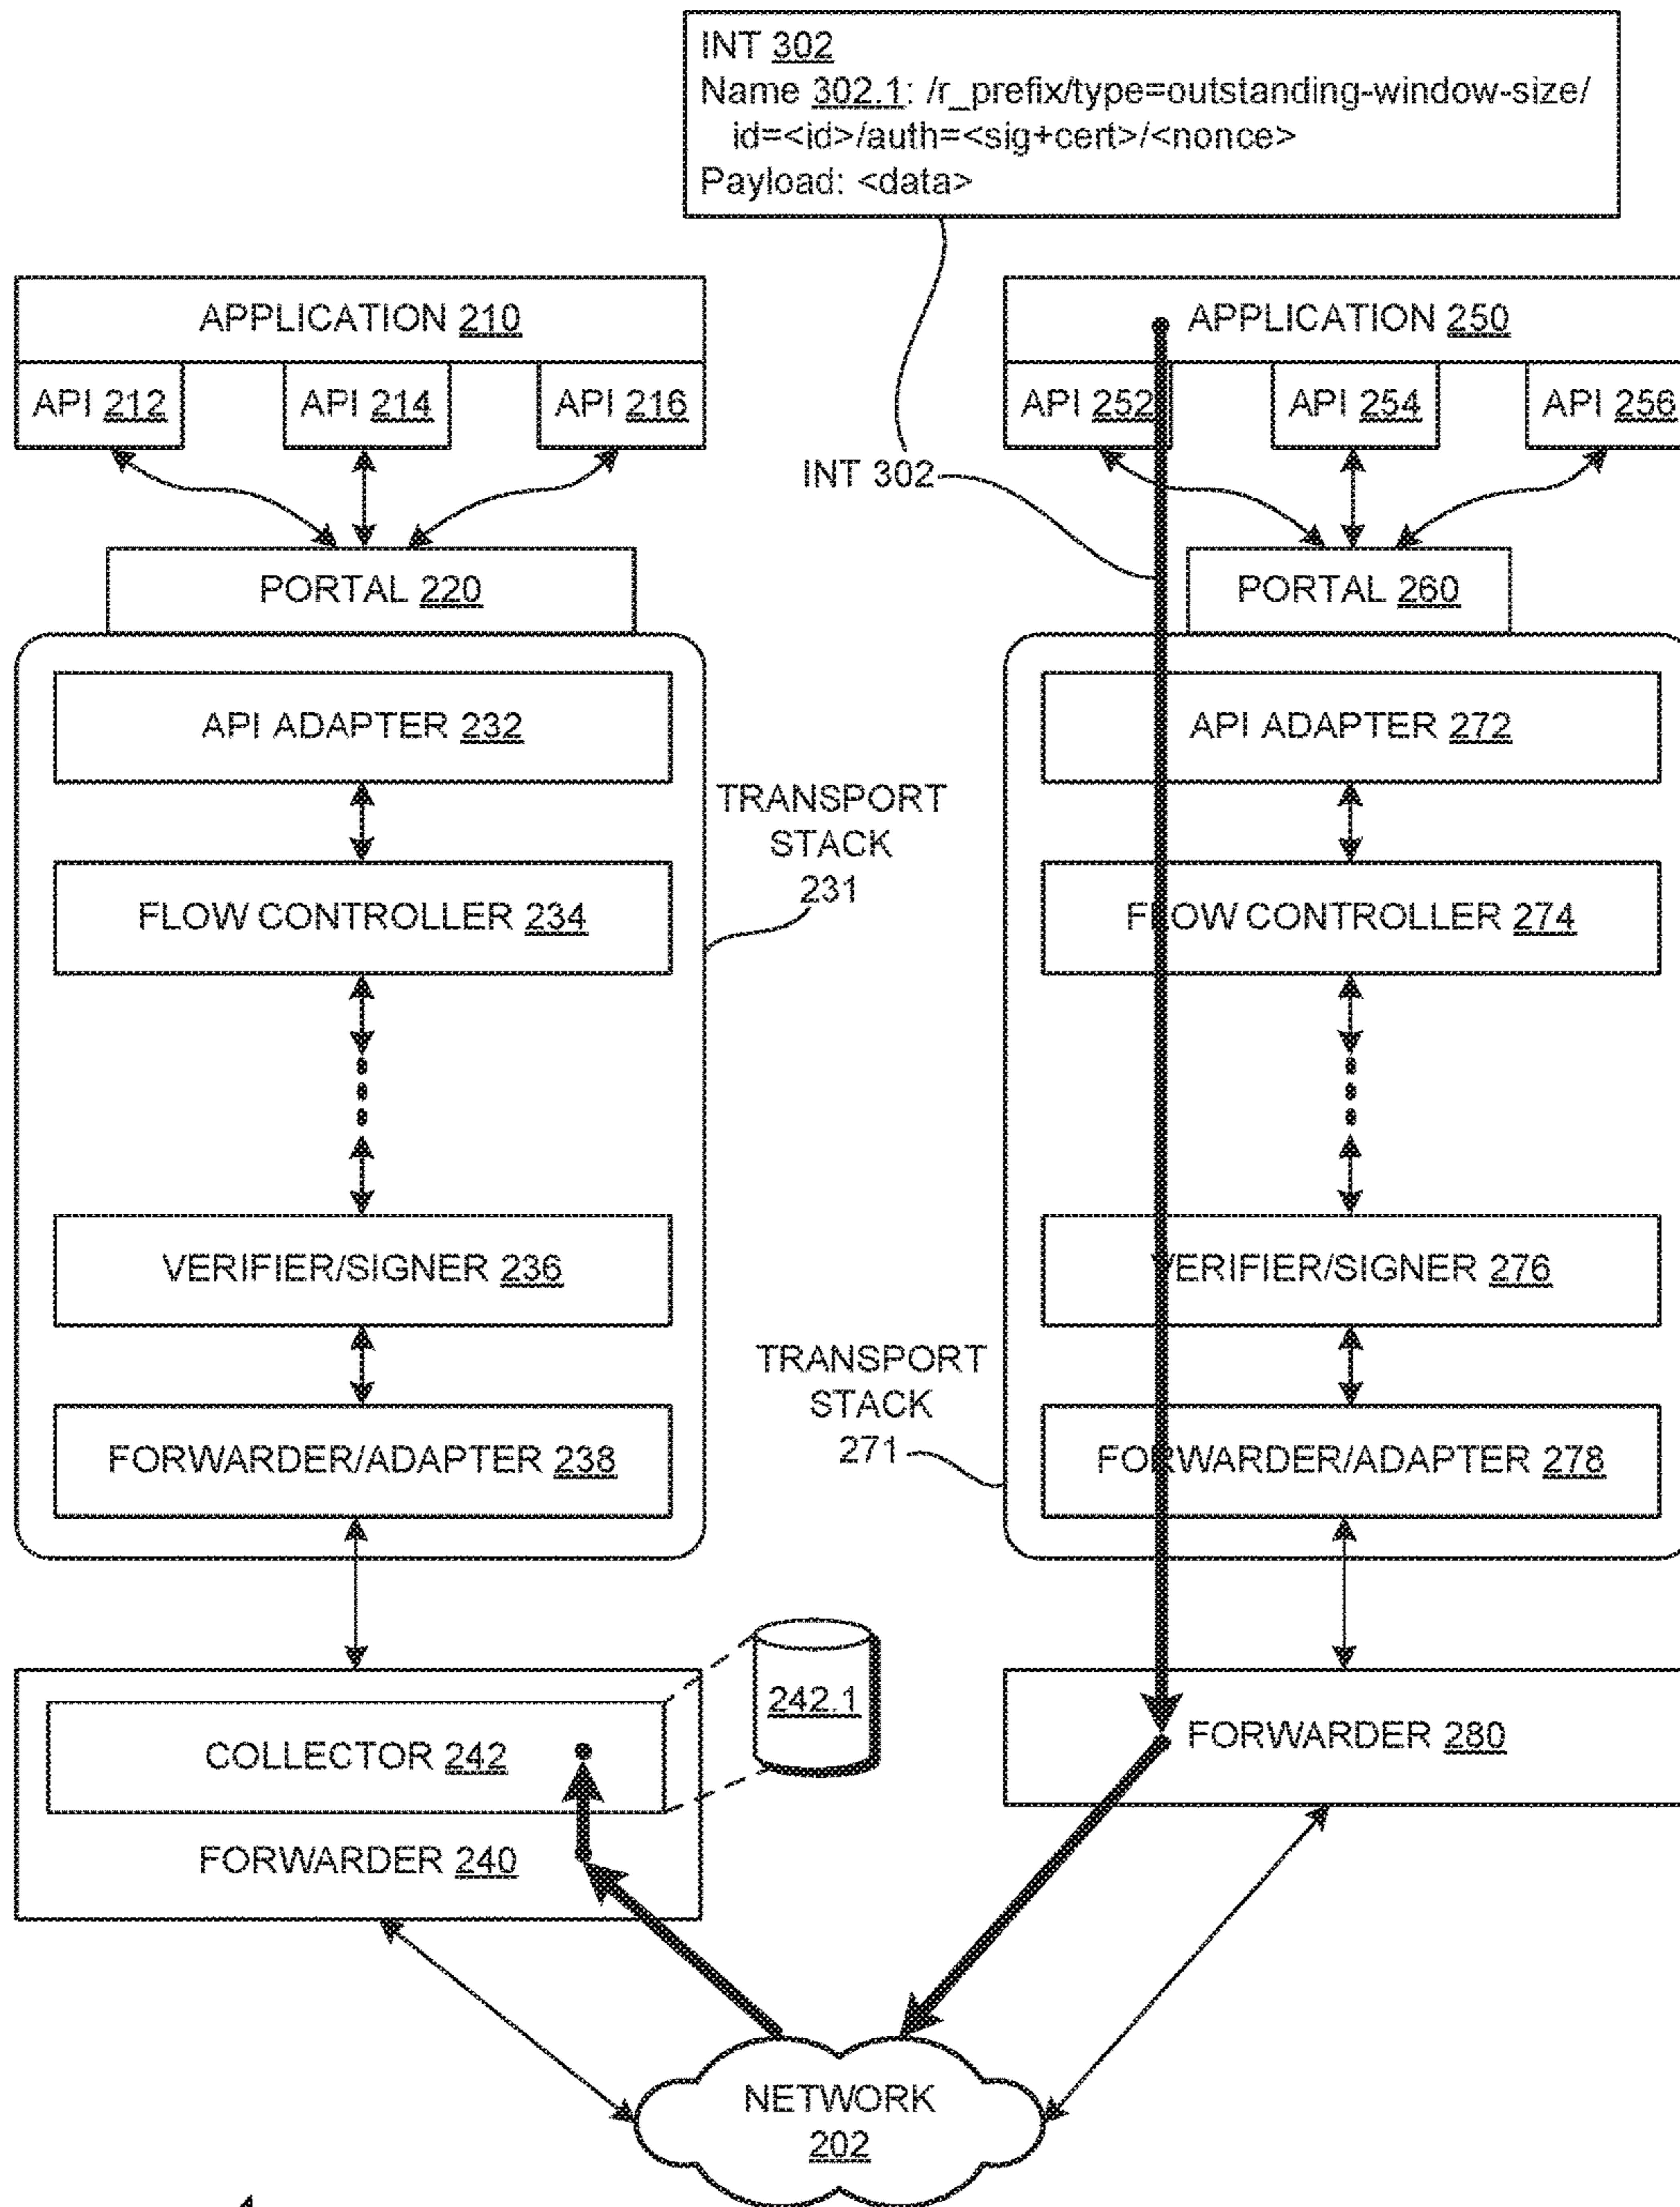 INT 302
Name 302.1: /r_prefix/type=outstanding-window-size/
id=<id>/auth=<sig+cert>/<nonce>
Payload: <data>
APPLICATION 210
API 212
API 214
API 216
APPLICATION 250
API 252
API 254
API 256
INT 302
PORTAL 220
PORTAL 260
API ADAPTER 232
FLOW CONTROLLER 234
VERIFIER/SIGNER 236
FORWARDER/ADAPTER 238
TRANSPORT
STACK
231
API ADAPTER 272
FLOW CONTROLLER 274
VERIFIER/SIGNER 276
FORWARDER/ADAPTER 278
TRANSPORT
STACK
271
COLLECTOR 242
242.1
FORWARDER 240
FORWARDER 280
NETWORK
202